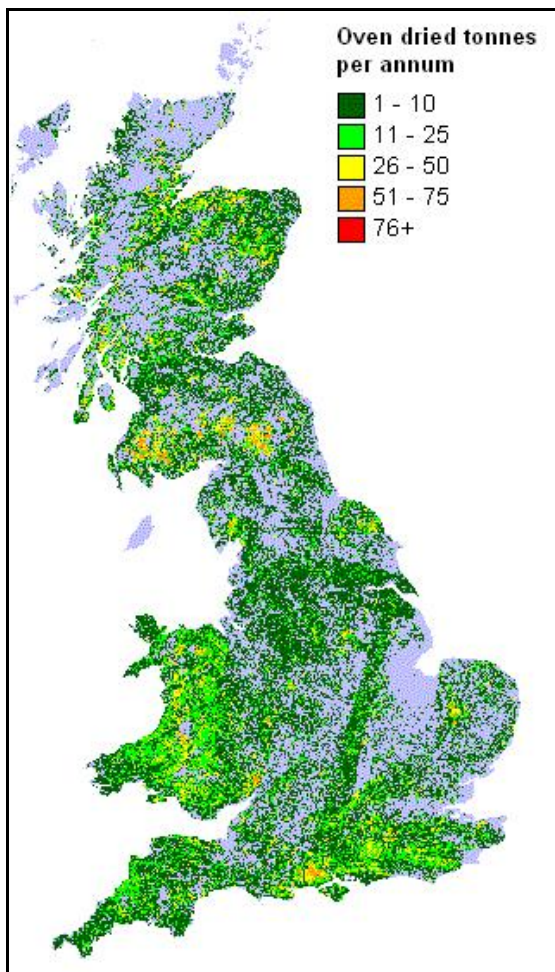 Oven dried tonnes
per annum
1 - 10
11 - 25
26 - 50
51 - 75
76+